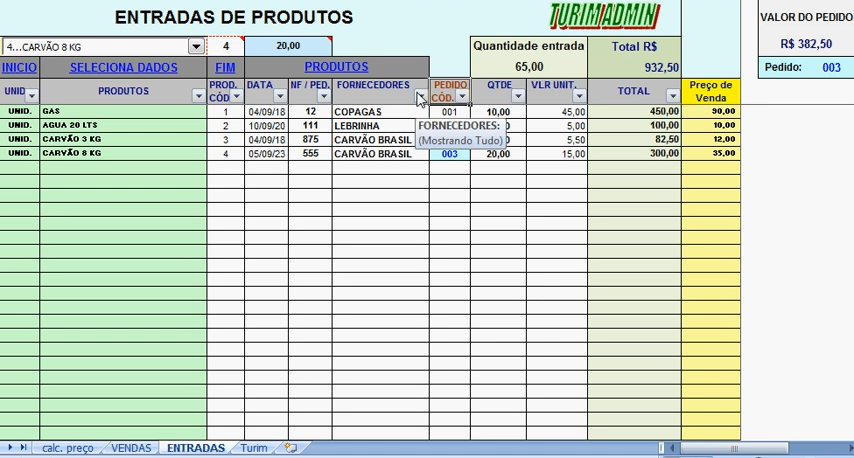 ENTRADAS DE PRODUTOS
TURIM/ADMIN
VALOR DO PEDIDO
4...CARVÃO 8 KG 4 20,00 Quantidade entrada Total R$ R$ 382,50
INICIO SELECIONA DADOS FIM PRODUTOS 65,00 932,50 Pedido: 003
UNID. PRODUTOS PROD. CÓD DATA NF / PED. FORNECEDORES PEDIDO CÓD. QTDE VLR UNIT. TOTAL Preço de Venda
UNID. GAS 1 04/09/18 12 COPAGAS 001 10,00 45,00 450,00 90,00
UNID. AGUA 20 LTS 2 10/09/20 111 LEBRINHA 5,00 100,00 10,00
UNID. CARVÃO 3 KG 3 04/09/18 875 CARVÃO BRASIL 5,50 82,50 12,00
UNID. CARVÃO 8 KG 4 05/09/23 555 CARVÃO BRASIL 003 20,00 15,00 300,00 35,00
FORNECEDORES:
(Mostrando Tudo)
calc. preço VENDAS ENTRADAS Turim